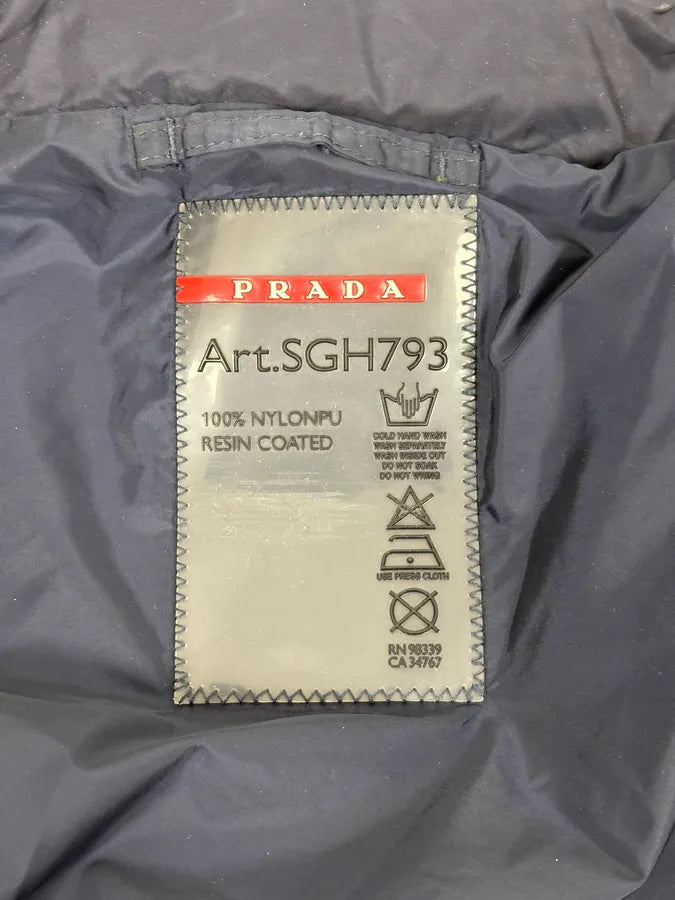 PRADA
Art.SGH793
100% NYLONPU
RESIN COATED
COLD HAND WASH
WASH SEPARATELY
WASH INSIDE OUT
DO NOT SOAK
DO NOT WRING
USE PRESS CLOTH
RN 98339
CA 34767